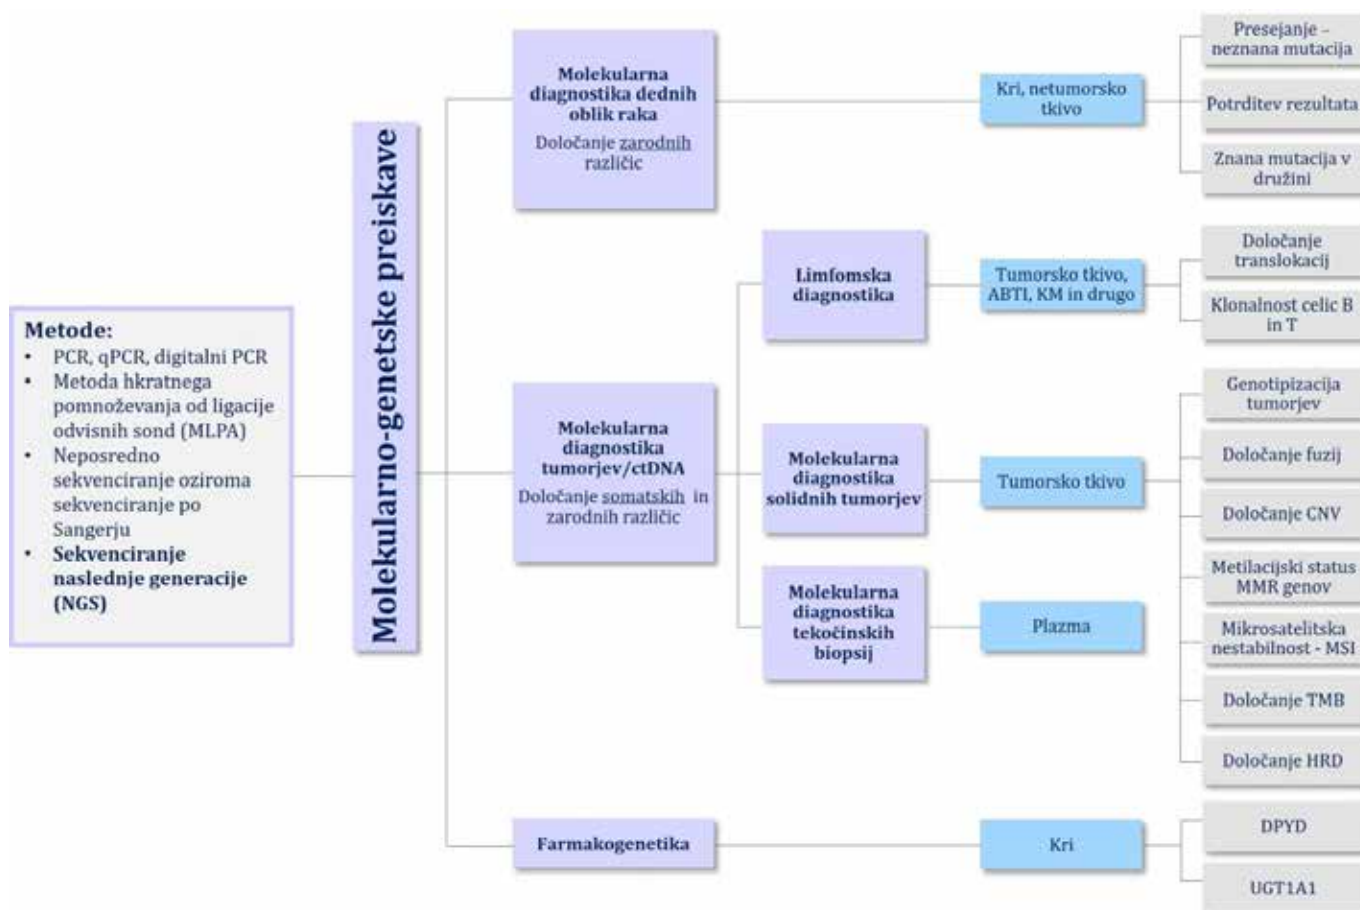 Metode:
• PCR, qPCR, digitalni PCR
• Metoda hkratnega
pomnoževanja od ligacije
odvisnih sond (MLPA)
• Neposredno
sekvenciranje oziroma
sekvenciranje po
Sangerju
• Sekvenciranje
naslednje generacije
(NGS)
Molekularno-genetske preiskave
Molekularna
diagnostika dednih
oblik raka
Določanje zarodnih
različic
Kri, netumorsko
tkivo
Presejanje –
neznana mutacija
Potrditev rezultata
Znana mutacija v
družini
Molekularna
diagnostika
tumorjev/ctDNA
Določanje somatskih in
zarodnih različic
Limfomska
diagnostika
Tumorsko tkivo,
ABTI, KM in drugo
Določanje
translokacij
Klonalnost celic B
in T
Molekularna
diagnostika
solidnih tumorjev
Tumorsko tkivo
Genotipizacija
tumorjev
Določanje fuzij
Določanje CNV
Metilacijski status
MMR genov
Mikrosatelitska
nestabilnost - MSI
Določanje TMB
Določanje HRD
Molekularna
diagnostika
tekočinskih
biopsij
Plazma
Farmakogenetika
Kri
DPYD
UGT1A1